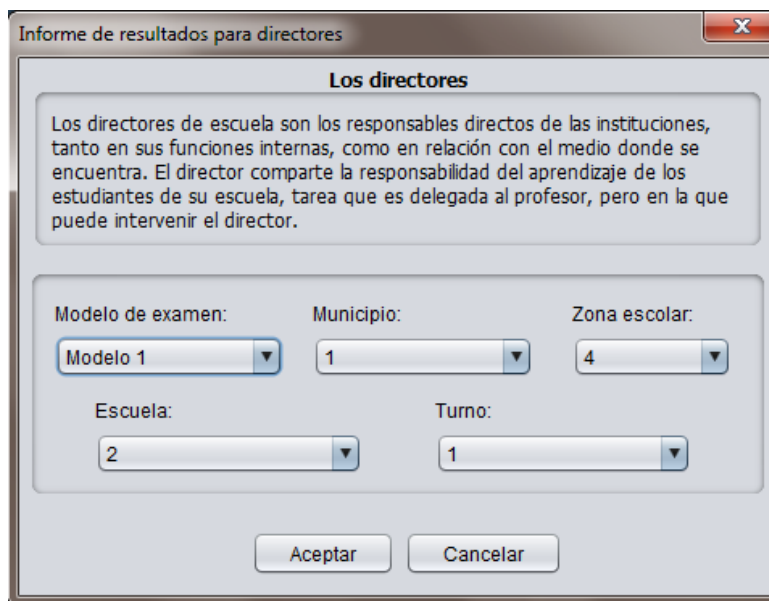 Informe de resultados para directores
Los directores
Los directores de escuela son los responsables directos de las instituciones,
tanto en sus funciones internas, como en relación con el medio donde se
encuentra. El director comparte la responsabilidad del aprendizaje de los
estudiantes de su escuela, tarea que es delegada al profesor, pero en la que
puede intervenir el director.
Modelo de examen: Municipio: Zona escolar:
Modelo 1 1 4
Escuela: Turno:
2 1
Aceptar Cancelar